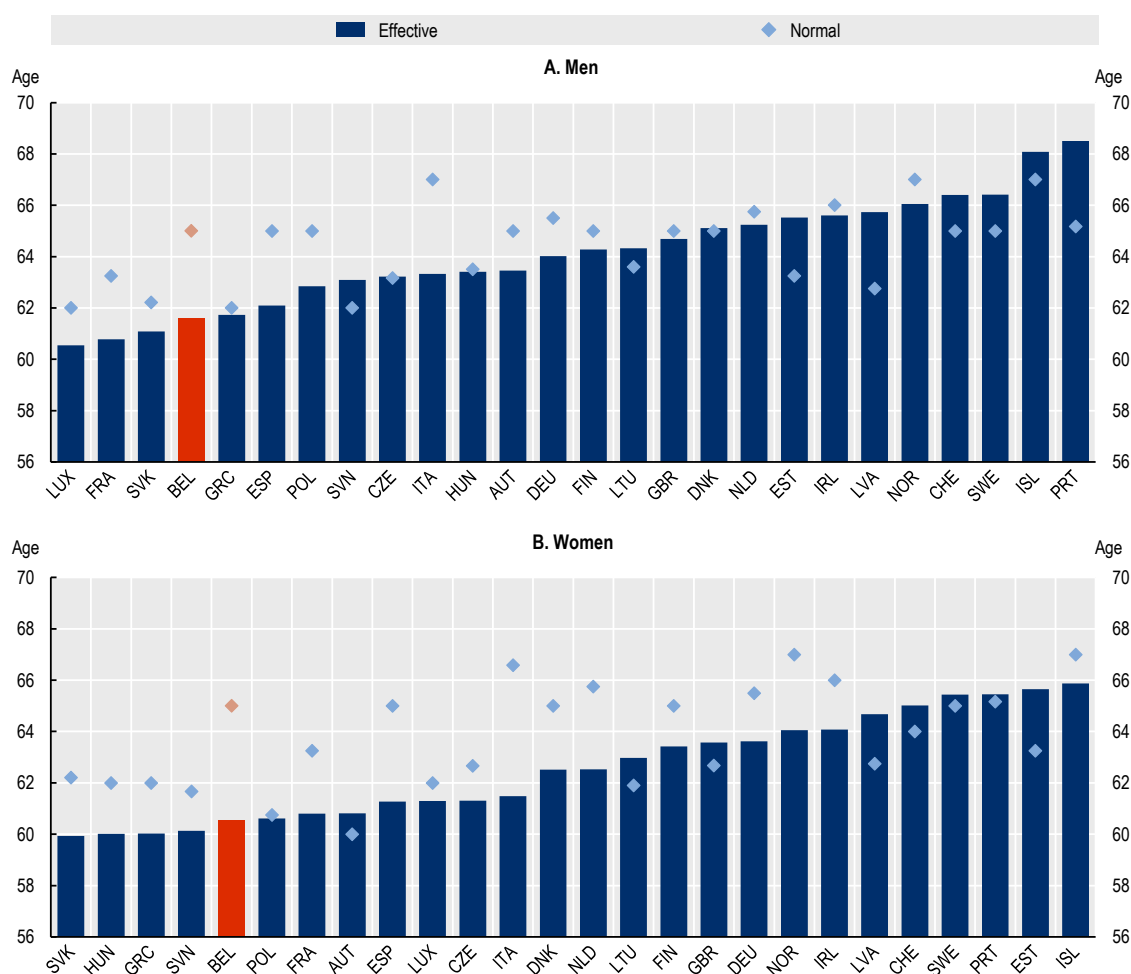 Effective Normal
A. Men
Age Age
70 70
68 68
66 66
64 64
62 62
60 60
58 58
56 56
LUX FRA SVK BEL GRC ESP POL SVN CZE ITA HUN AUT DEU FIN LTU GBR DNK NLD EST IRL LVA NOR CHE SWE ISL PRT
B. Women
Age Age
70 70
68 68
66 66
64 64
62 62
60 60
58 58
56 56
SVK HUN GRC SVN BEL POL FRA AUT ESP LUX CZE ITA DNK NLD LTU FIN GBR DEU NOR IRL LVA CHE SWE PRT EST ISL